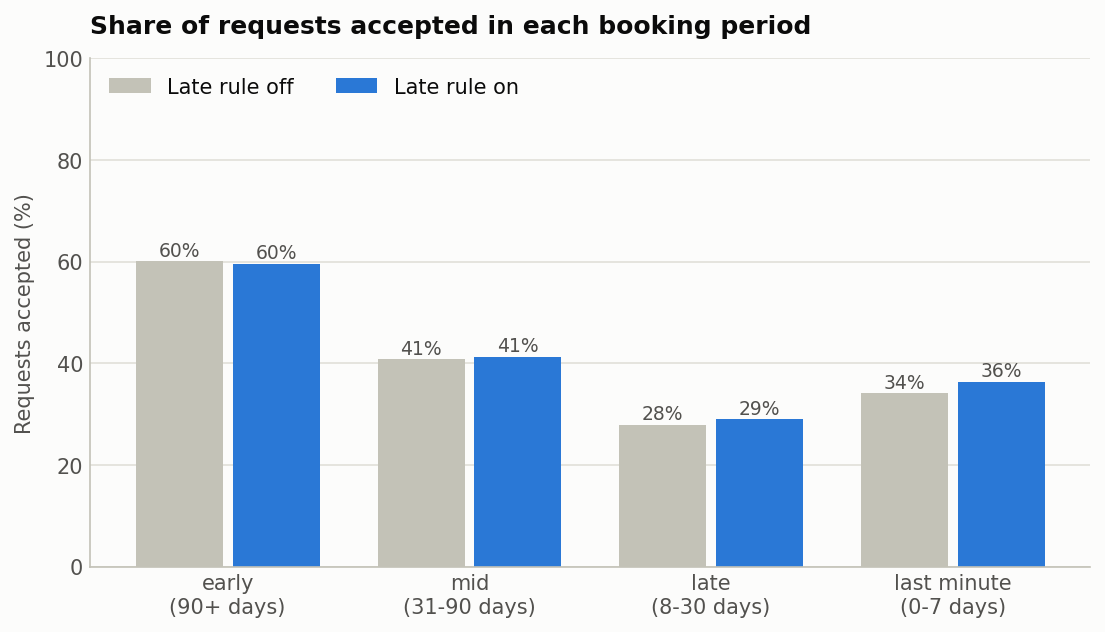 Share of requests accepted in each booking period
Requests accepted (%)
100
80
60
40
20
0
Late rule off
Late rule on
60%
60%
41%
41%
28%
29%
34%
36%
early
(90+ days)
mid
(31-90 days)
late
(8-30 days)
last minute
(0-7 days)